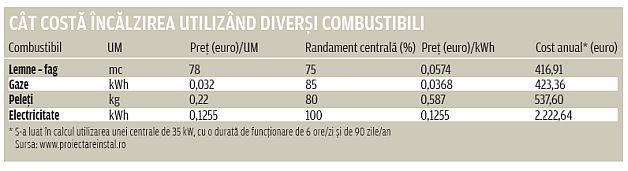 CÂT COSTĂ ÎNCĂLZIREA UTILIZÂND DIVERȘI COMBUSTIBILI
Combustibil UM Preț (euro)/UM Randament centrală (%) Preț (euro)/kWh Cost anual* (euro)
Lemne - fag mc 78 75 0,0574 416,91
Gaze kWh 0,032 85 0,0368 423,36
Peleți kg 0,22 80 0,587 537,60
Electricitate kWh 0,1255 100 0,1255 2.222,64
* S-a luat în calcul utilizarea unei centrale de 35 kW, cu o durată de funcționare de 6 ore/zi și de 90 zile/an
Sursa: www.proiectareinstal.ro